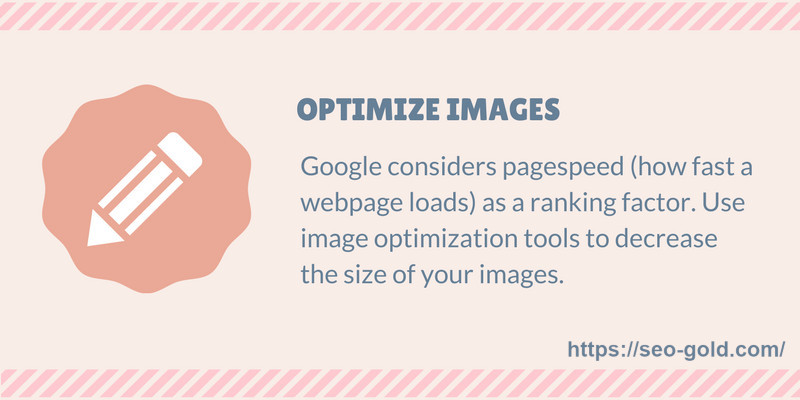 OPTIMIZE IMAGES
Google considers pagespeed (how fast a
webpage loads) as a ranking factor. Use
image optimization tools to decrease
the size of your images.
https://seo-gold.com/